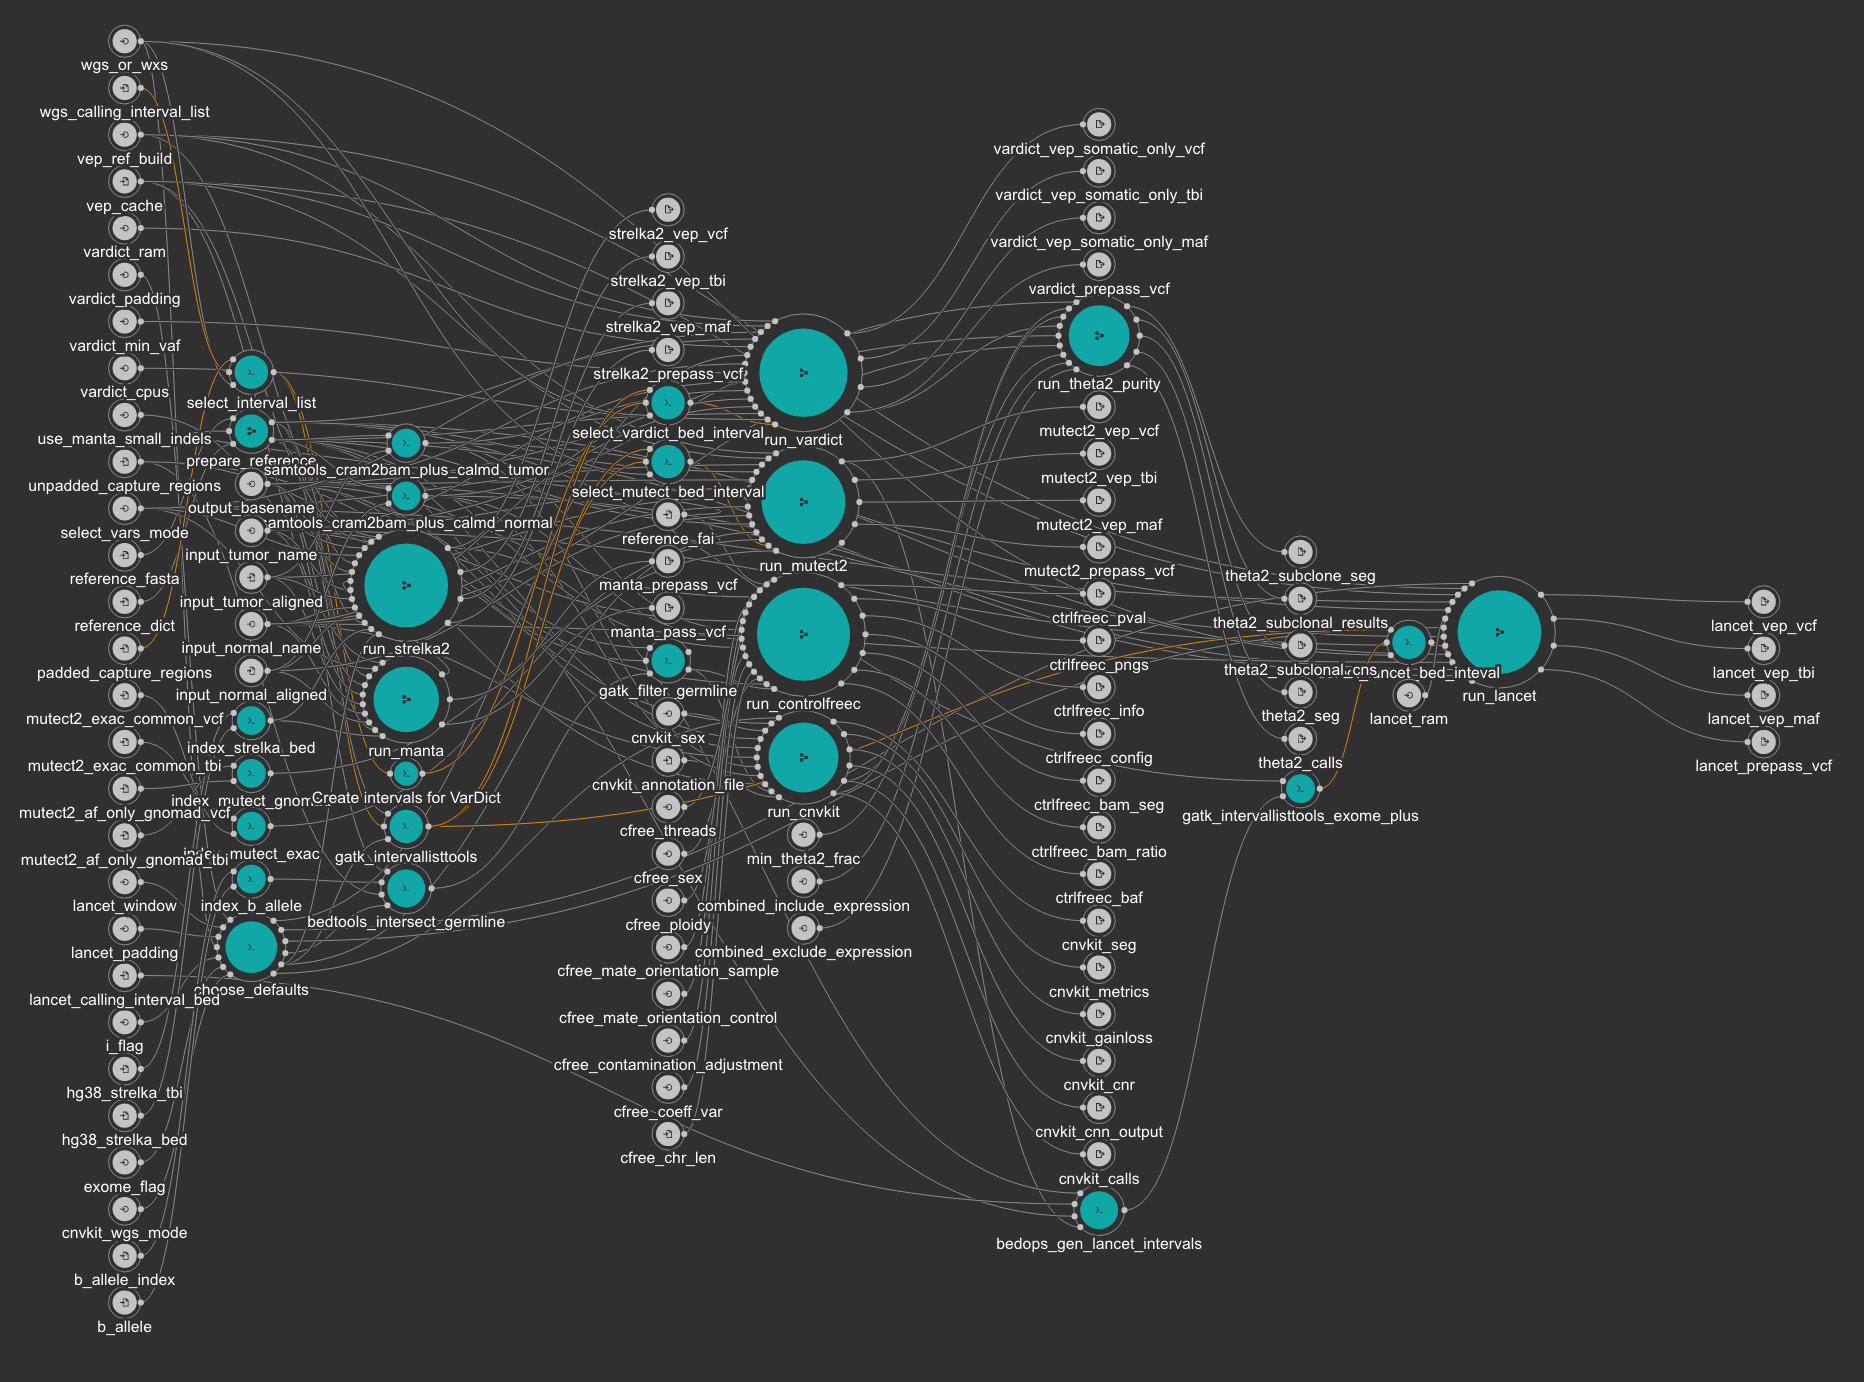 wgs_or_wxs
wgs_calling_interval_list
vep_ref_build
vep_cache
vardict_ram
vardict_padding
vardict_min_vaf
vardict_cpus
use_manta_small_indels
unpadded_capture_regions
select_vars_mode
reference_fasta
reference_dict
padded_capture_regions
mutect2_exac_common_vcf
mutect2_exac_common_tbi
mutect2_af_only_gnomad_vcf
mutect2_af_only_gnomad_tbi
lancet_window
lancet_padding
lancet_calling_interval_bed
i_flag
hg38_strelka_tbi
hg38_strelka_bed
exome_flag
cnvkit_wgs_mode
b_allele_index
b_allele
select_interval_list
prepare_reference
output_basename
input_tumor_name
input_tumor_aligned
input_normal_name
input_normal_aligned
index_strelka_bed
index_mutect_gnom
index_mutect_exac
index_b_allele
choose_defaults
samtools_cram2bam_plus_calmd_tumor
amtools_cram2bam_plus_calmd_normal
run_strelka2
run_manta
Create intervals for VarDict
gatk_intervallisttools
bedtools_intersect_germline
strelka2_vep_vcf
strelka2_vep_tbi
strelka2_vep_maf
strelka2_prepass_vcf
select_vardict_bed_interval
select_mutect_bed_interval
reference_fai
manta_prepass_vcf
manta_pass_vcf
gatk_filter_germline
cnvkit_sex
cnvkit_annotation_file
cfree_threads
cfree_sex
cfree_ploidy
cfree_mate_orientation_sample
cfree_mate_orientation_control
cfree_contamination_adjustment
cfree_coeff_var
cfree_chr_len
run_vardict
run_mutect2
run_controlfreec
run_cnvkit
min_theta2_frac
combined_include_expression
combined_exclude_expression
vardict_vep_somatic_only_vcf
vardict_vep_somatic_only_tbi
vardict_vep_somatic_only_maf
vardict_prepass_vcf
run_theta2_purity
mutect2_vep_vcf
mutect2_vep_tbi
mutect2_vep_maf
mutect2_prepass_vcf
ctrlfreec_pval
ctrlfreec_pngs
ctrlfreec_info
ctrlfreec_config
ctrlfreec_bam_seg
ctrlfreec_bam_ratio
ctrlfreec_baf
cnvkit_seg
cnvkit_metrics
cnvkit_gainloss
cnvkit_cnr
cnvkit_cnn_output
cnvkit_calls
bedops_gen_lancet_intervals
theta2_subclone_seg
theta2_subclonal_results
theta2_subclonal_cns
theta2_seg
theta2_calls
gatk_intervallisttools_exome_plus
ancet_bed_inteval
lancet_ram
run_lancet
lancet_vep_vcf
lancet_vep_tbi
lancet_vep_maf
lancet_prepass_vcf